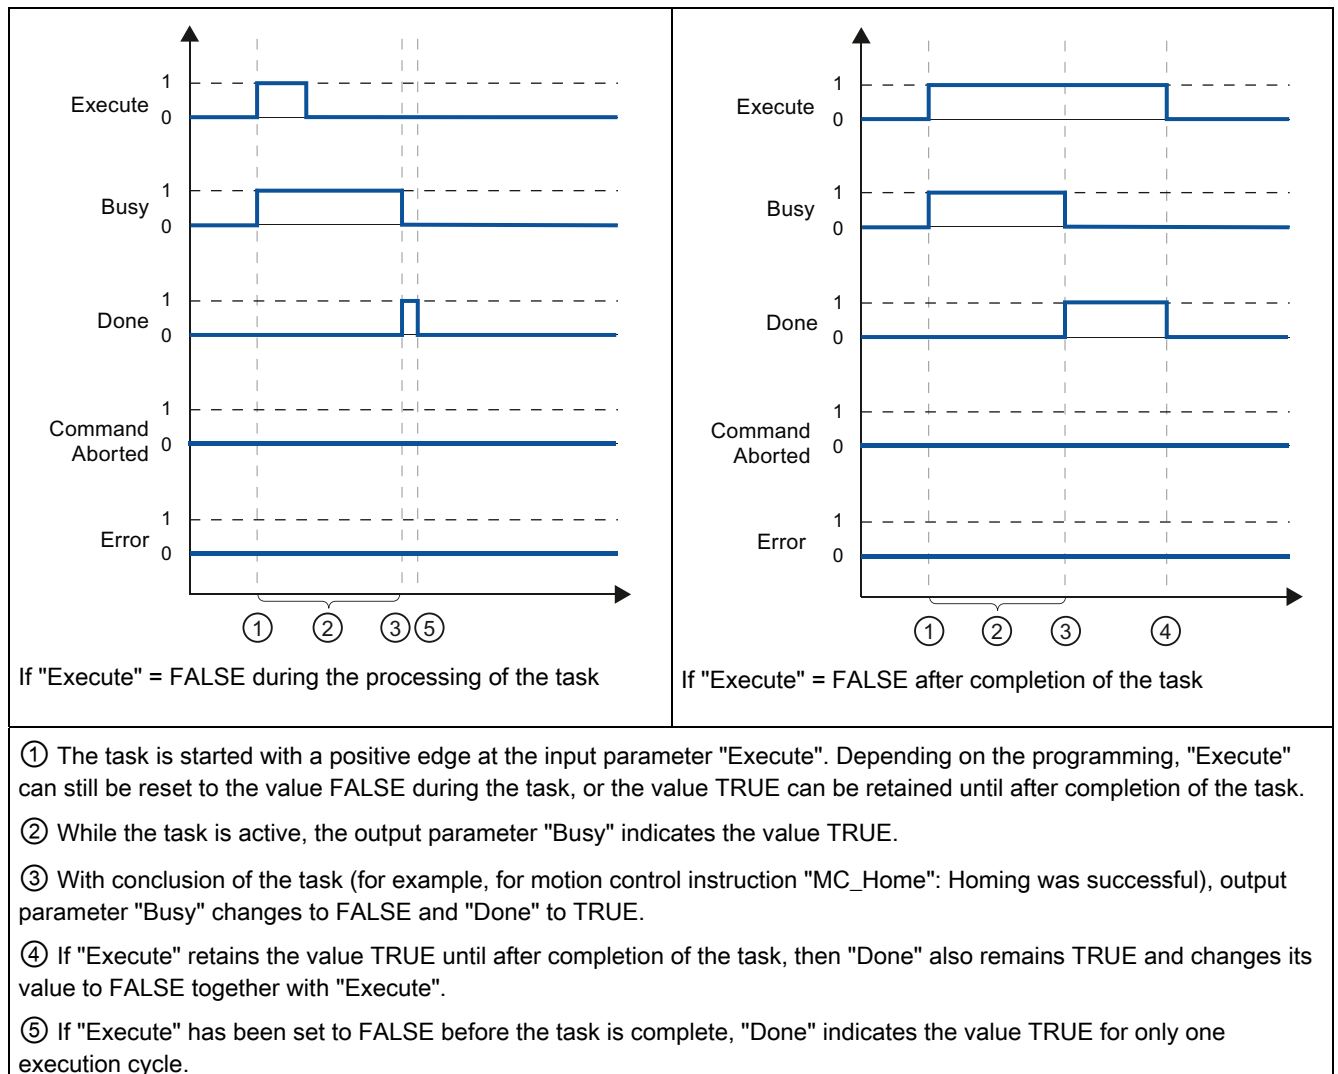 1
Execute
0
1
Busy
0
1
Done
0
1
Command
Aborted
0
1
Error
0
① ② ③ ⑤
If "Execute" = FALSE during the processing of the task
1
Execute
0
1
Busy
0
1
Done
0
1
Command
Aborted
0
1
Error
0
① ② ③ ④
If "Execute" = FALSE after completion of the task
① The task is started with a positive edge at the input parameter "Execute". Depending on the programming, "Execute"
can still be reset to the value FALSE during the task, or the value TRUE can be retained until after completion of the task.
② While the task is active, the output parameter "Busy" indicates the value TRUE.
③ With conclusion of the task (for example, for motion control instruction "MC_Home": Homing was successful), output
parameter "Busy" changes to FALSE and "Done" to TRUE.
④ If "Execute" retains the value TRUE until after completion of the task, then "Done" also remains TRUE and changes its
value to FALSE together with "Execute".
⑤ If "Execute" has been set to FALSE before the task is complete, "Done" indicates the value TRUE for only one
execution cycle.